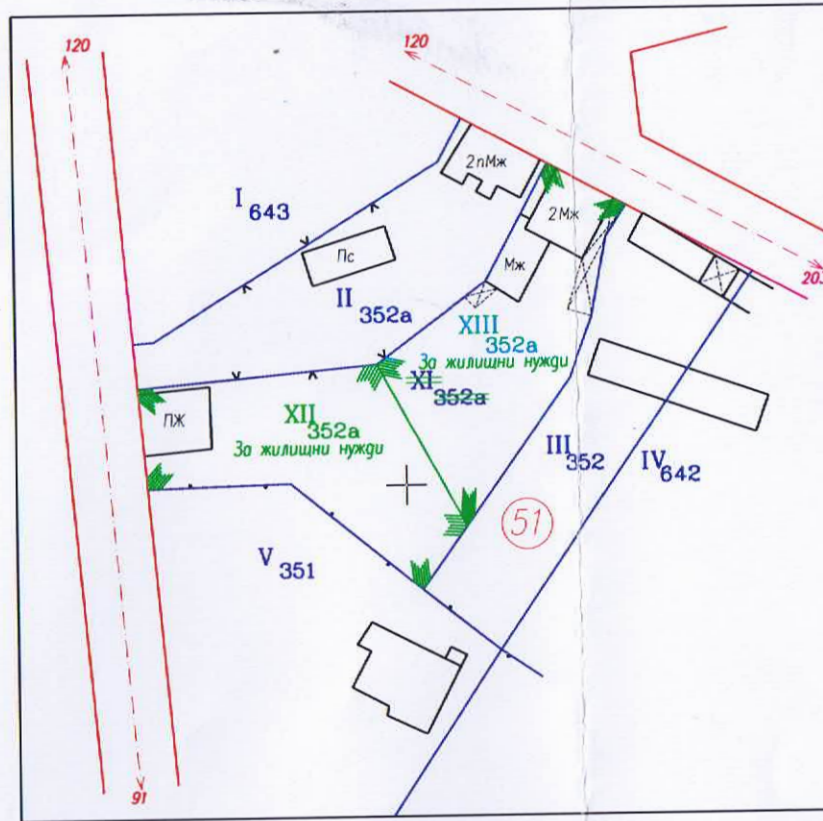 120
120
2пМж
2Мж
I 643
Пс
Мж
203
II 352а
XIII 352а
За жилищни нужди
XI 352а
ПЖ
XII 352а
За жилищни нужди
III 352
IV 642
51
V 351
91